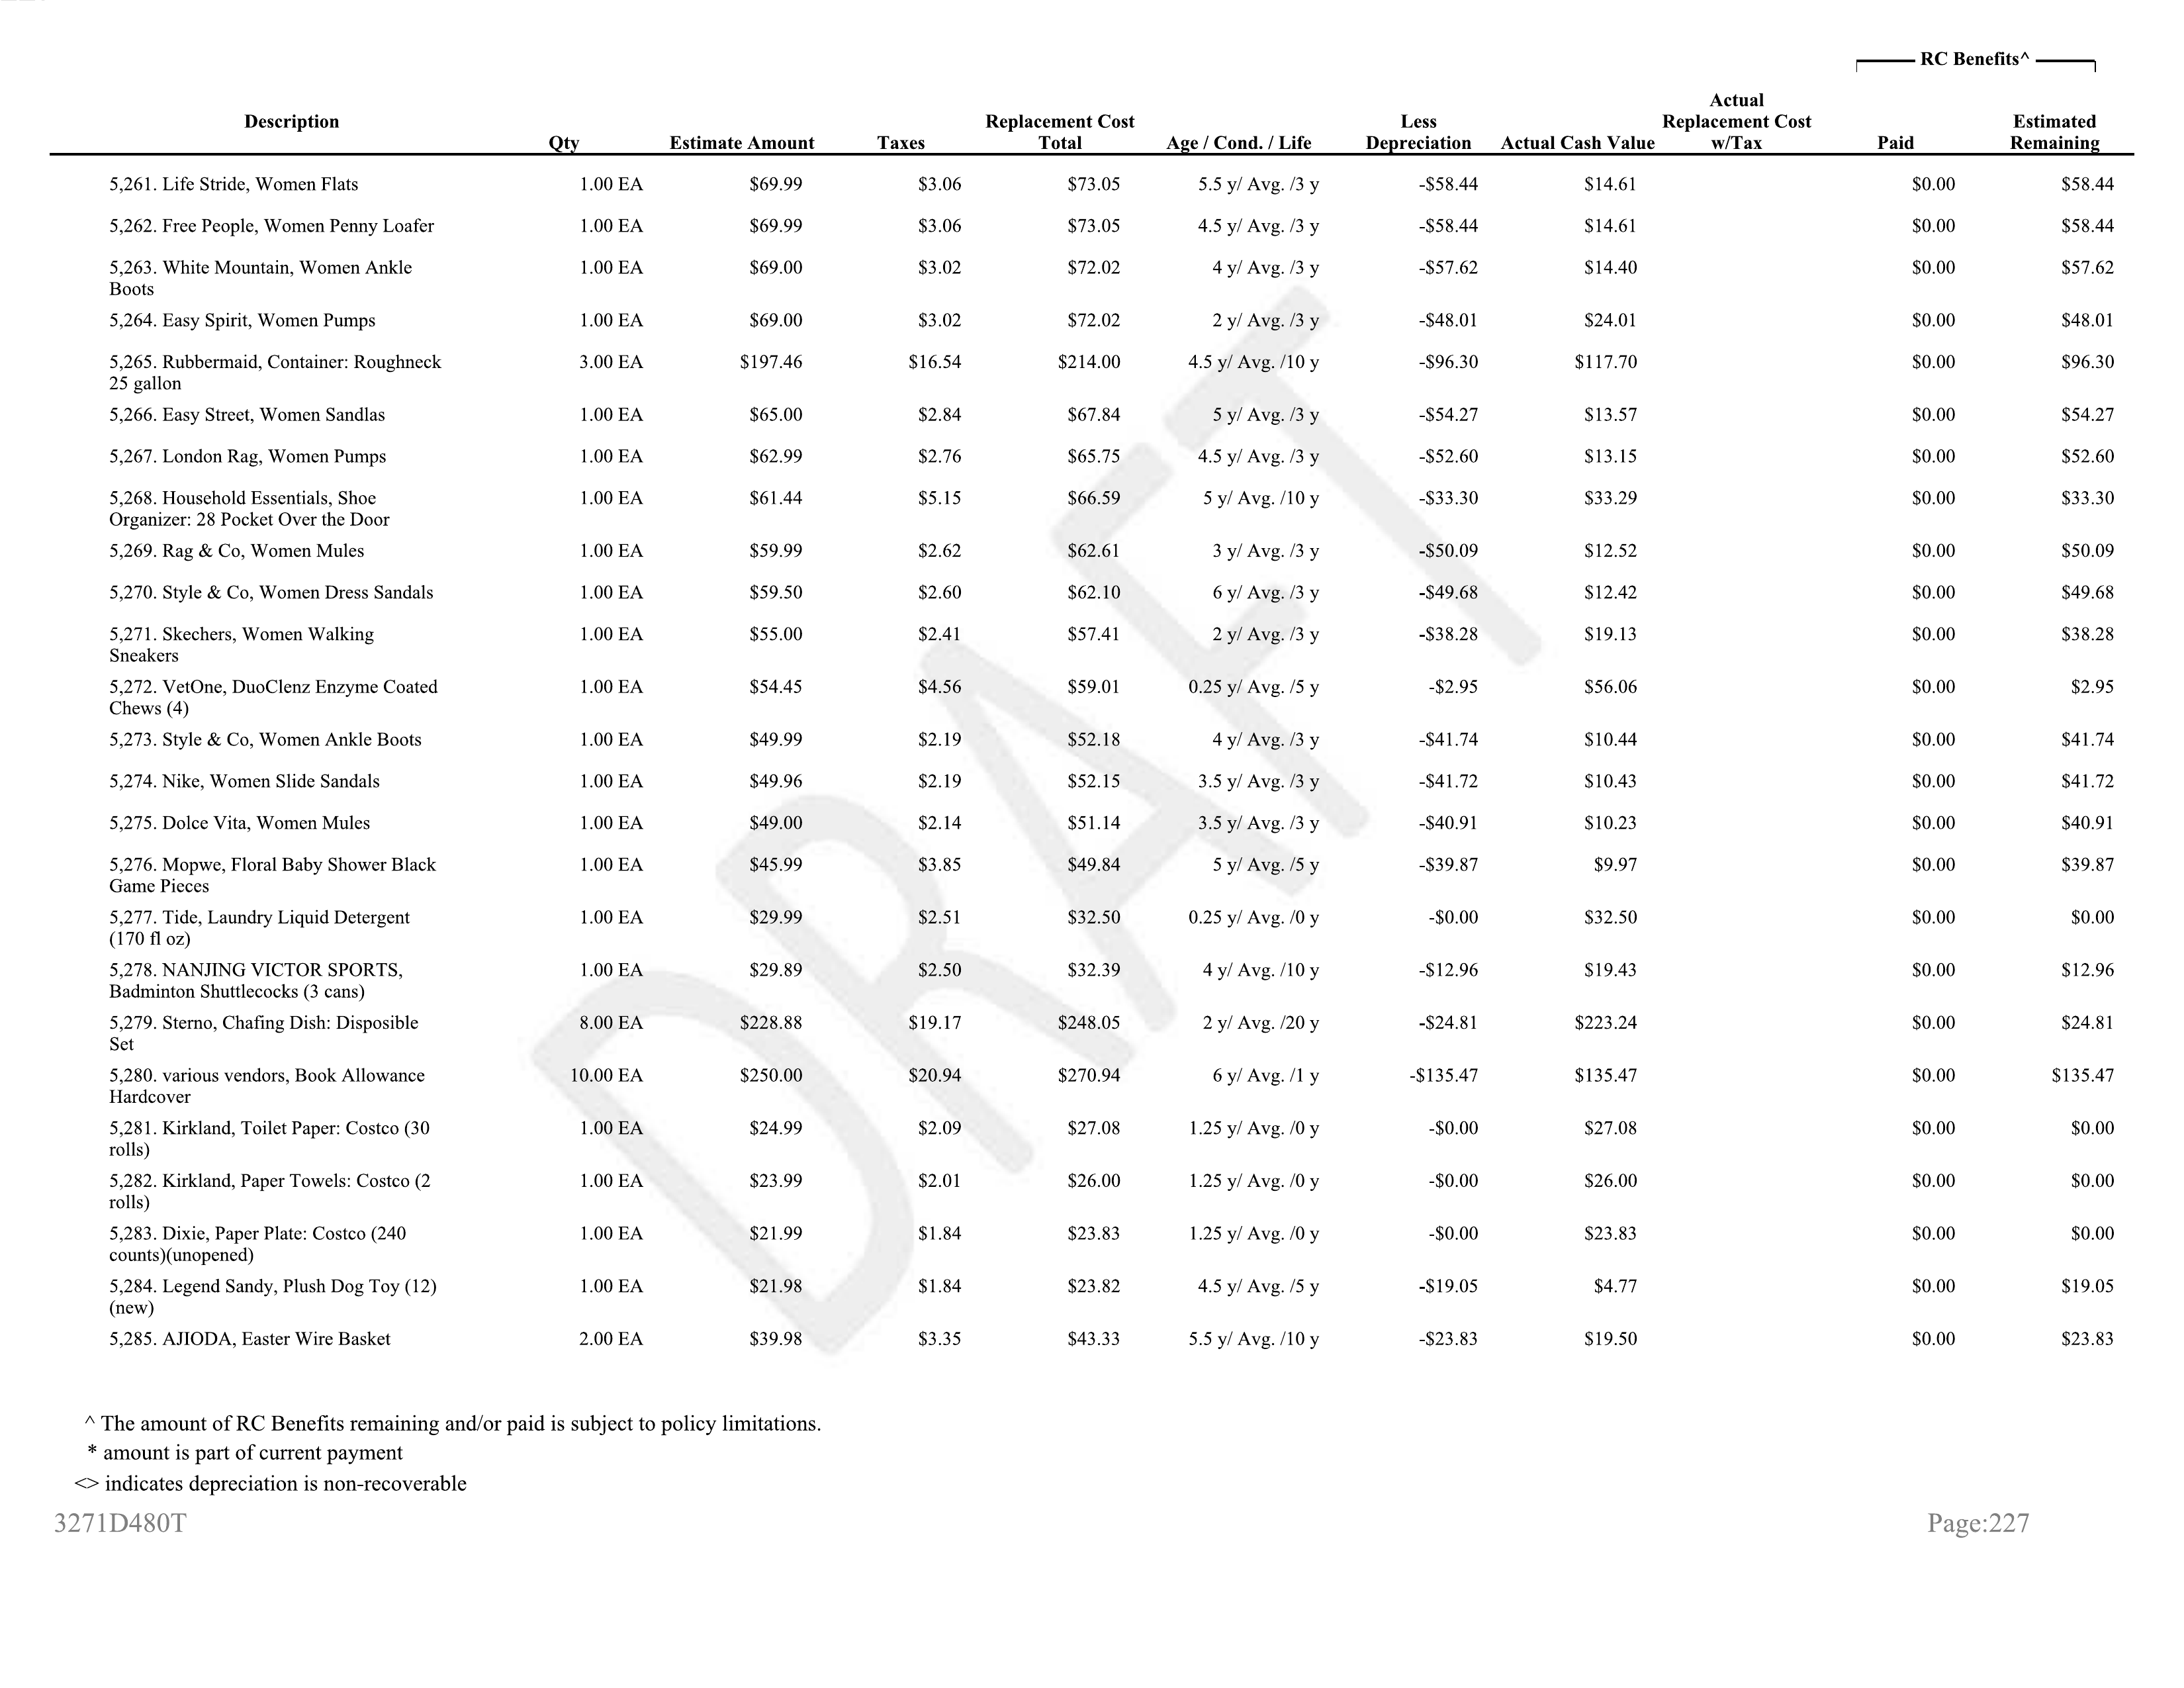 RC Benefits^
Description Qty Estimate Amount Taxes Replacement Cost Total Age / Cond. / Life Less Depreciation Actual Cash Value Actual Replacement Cost w/Tax Paid Estimated Remaining
5,261. Life Stride, Women Flats 1.00 EA $69.99 $3.06 $73.05 5.5 y/ Avg. /3 y -$58.44 $14.61 $0.00 $58.44
5,262. Free People, Women Penny Loafer 1.00 EA $69.99 $3.06 $73.05 4.5 y/ Avg. /3 y -$58.44 $14.61 $0.00 $58.44
5,263. White Mountain, Women Ankle 1.00 EA $69.00 $3.02 $72.02 4 y/ Avg. /3 y -$57.62 $14.40 $0.00 $57.62
Boots
5,264. Easy Spirit, Women Pumps 1.00 EA $69.00 $3.02 $72.02 2 y/ Avg. /3 y -$48.01 $24.01 $0.00 $48.01
5,265. Rubbermaid, Container: Roughneck 3.00 EA $197.46 $16.54 $214.00 4.5 y/ Avg. /10 y -$96.30 $117.70 $0.00 $96.30
25 gallon
5,266. Easy Street, Women Sandlas 1.00 EA $65.00 $2.84 $67.84 5 y/ Avg. /3 y -$54.27 $13.57 $0.00 $54.27
5,267. London Rag, Women Pumps 1.00 EA $62.99 $2.76 $65.75 4.5 y/ Avg. /3 y -$52.60 $13.15 $0.00 $52.60
5,268. Household Essentials, Shoe 1.00 EA $61.44 $5.15 $66.59 5 y/ Avg. /10 y -$33.30 $33.29 $0.00 $33.30
Organizer: 28 Pocket Over the Door
5,269. Rag & Co, Women Mules 1.00 EA $59.99 $2.62 $62.61 3 y/ Avg. /3 y -$50.09 $12.52 $0.00 $50.09
5,270. Style & Co, Women Dress Sandals 1.00 EA $59.50 $2.60 $62.10 6 y/ Avg. /3 y -$49.68 $12.42 $0.00 $49.68
5,271. Skechers, Women Walking 1.00 EA $55.00 $2.41 $57.41 2 y/ Avg. /3 y -$38.28 $19.13 $0.00 $38.28
Sneakers
5,272. VetOne, DuoClenz Enzyme Coated 1.00 EA $54.45 $4.56 $59.01 0.25 y/ Avg. /5 y -$2.95 $56.06 $0.00 $2.95
Chews (4)
5,273. Style & Co, Women Ankle Boots 1.00 EA $49.99 $2.19 $52.18 4 y/ Avg. /3 y -$41.74 $10.44 $0.00 $41.74
5,274. Nike, Women Slide Sandals 1.00 EA $49.96 $2.19 $52.15 3.5 y/ Avg. /3 y -$41.72 $10.43 $0.00 $41.72
5,275. Dolce Vita, Women Mules 1.00 EA $49.00 $2.14 $51.14 3.5 y/ Avg. /3 y -$40.91 $10.23 $0.00 $40.91
5,276. Mopwe, Floral Baby Shower Black 1.00 EA $45.99 $3.85 $49.84 5 y/ Avg. /5 y -$39.87 $9.97 $0.00 $39.87
Game Pieces
5,277. Tide, Laundry Liquid Detergent 1.00 EA $29.99 $2.51 $32.50 0.25 y/ Avg. /0 y -$0.00 $32.50 $0.00 $0.00
(170 fl oz)
5,278. NANJING VICTOR SPORTS, 1.00 EA $29.89 $2.50 $32.39 4 y/ Avg. /10 y -$12.96 $19.43 $0.00 $12.96
Badminton Shuttlecocks (3 cans)
5,279. Sterno, Chafing Dish: Disposible 8.00 EA $228.88 $19.17 $248.05 2 y/ Avg. /20 y -$24.81 $223.24 $0.00 $24.81
Set
5,280. various vendors, Book Allowance 10.00 EA $250.00 $20.94 $270.94 6 y/ Avg. /1 y -$135.47 $135.47 $0.00 $135.47
Hardcover
5,281. Kirkland, Toilet Paper: Costco (30 1.00 EA $24.99 $2.09 $27.08 1.25 y/ Avg. /0 y -$0.00 $27.08 $0.00 $0.00
rolls)
5,282. Kirkland, Paper Towels: Costco (2 1.00 EA $23.99 $2.01 $26.00 1.25 y/ Avg. /0 y -$0.00 $26.00 $0.00 $0.00
rolls)
5,283. Dixie, Paper Plate: Costco (240 1.00 EA $21.99 $1.84 $23.83 1.25 y/ Avg. /0 y -$0.00 $23.83 $0.00 $0.00
counts)(unopened)
5,284. Legend Sandy, Plush Dog Toy (12) 1.00 EA $21.98 $1.84 $23.82 4.5 y/ Avg. /5 y -$19.05 $4.77 $0.00 $19.05
(new)
5,285. AJIODA, Easter Wire Basket 2.00 EA $39.98 $3.35 $43.33 5.5 y/ Avg. /10 y -$23.83 $19.50 $0.00 $23.83
DRAFT
^ The amount of RC Benefits remaining and/or paid is subject to policy limitations.
* amount is part of current payment
<> indicates depreciation is non-recoverable
3271D480T Page:227